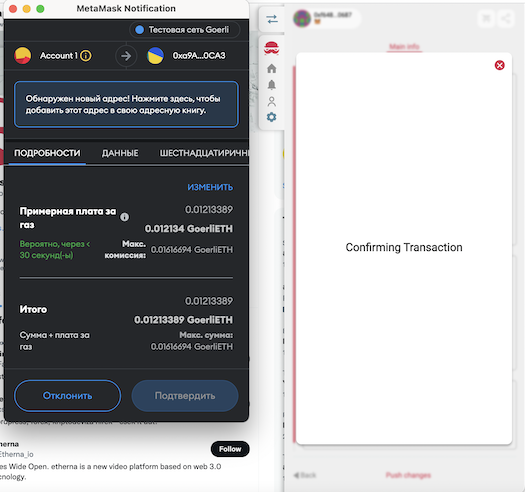 MetaMask Notification
Тестовая сеть Goerli
Account 1
0xa9A...0CA3
Обнаружен новый адрес! Нажмите здесь, чтобы
добавить этот адрес в свою адресную книгу.
ПОДРОБНОСТИ
ДАННЫЕ
ШЕСТНАДЦАТИРИЧН
ИЗМЕНИТЬ
Примерная плата за
газ
0.01213389
0.012134 GoerliETH
Вероятно, через <
30 секунд(-ы)
Макс.
комиссия:
0.01616694 GoerliETH
Итого
0.01213389
0.01213389 GoerliETH
Сумма + плата за
газ
Макс. сумма:
0.01616694 GoerliETH
Отклонить
Подтвердить
herna
Etherna_io
Follow
es Wide Open. etherna is a new video platform based on web 3.0
cnology.
Main info
Confirming Transaction
Back
Push changes